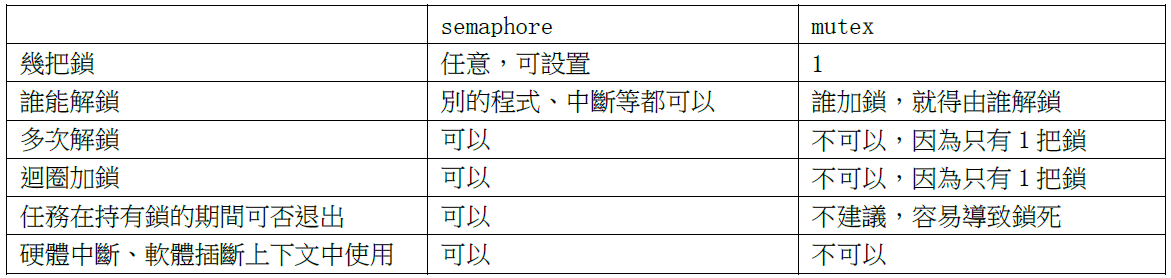 semaphore mutex
幾把鎖 任意，可設置 1
誰能解鎖 別的程式、中斷等都可以 誰加鎖，就得由誰解鎖
多次解鎖 可以 不可以，因為只有1把鎖
迴圈加鎖 可以 不可以，因為只有1把鎖
任務在持有鎖的期間可否退出 可以 不建議，容易導致鎖死
硬體中斷、軟體插斷上下文中使用 可以 不可以